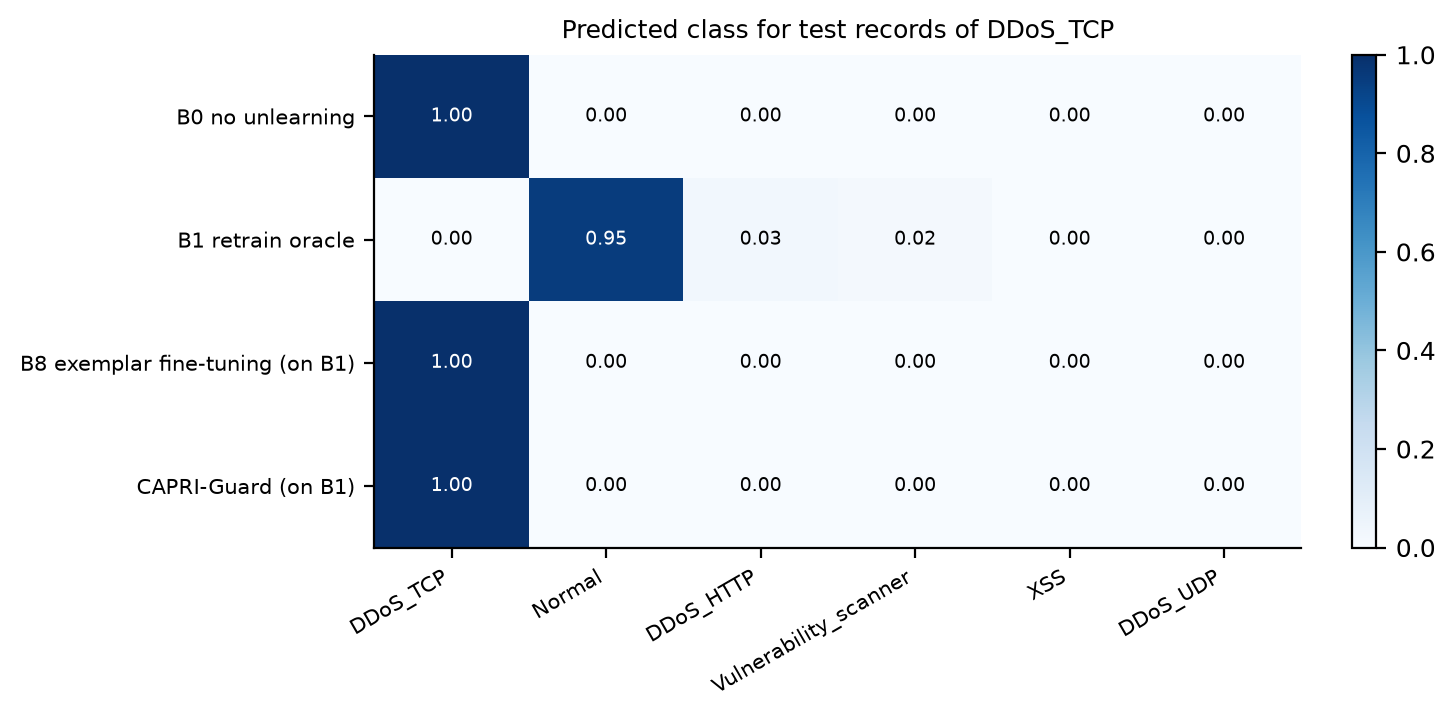 Predicted class for test records of DDoS_TCP
B0 no unlearning 1.00 0.00 0.00 0.00 0.00 0.00
B1 retrain oracle 0.00 0.95 0.03 0.02 0.00 0.00
B8 exemplar fine-tuning (on B1) 1.00 0.00 0.00 0.00 0.00 0.00
CAPRI-Guard (on B1) 1.00 0.00 0.00 0.00 0.00 0.00
DDoS_TCP Normal DDoS_HTTP Vulnerability_scanner XSS DDoS_UDP
1.0
0.8
0.6
0.4
0.2
0.0